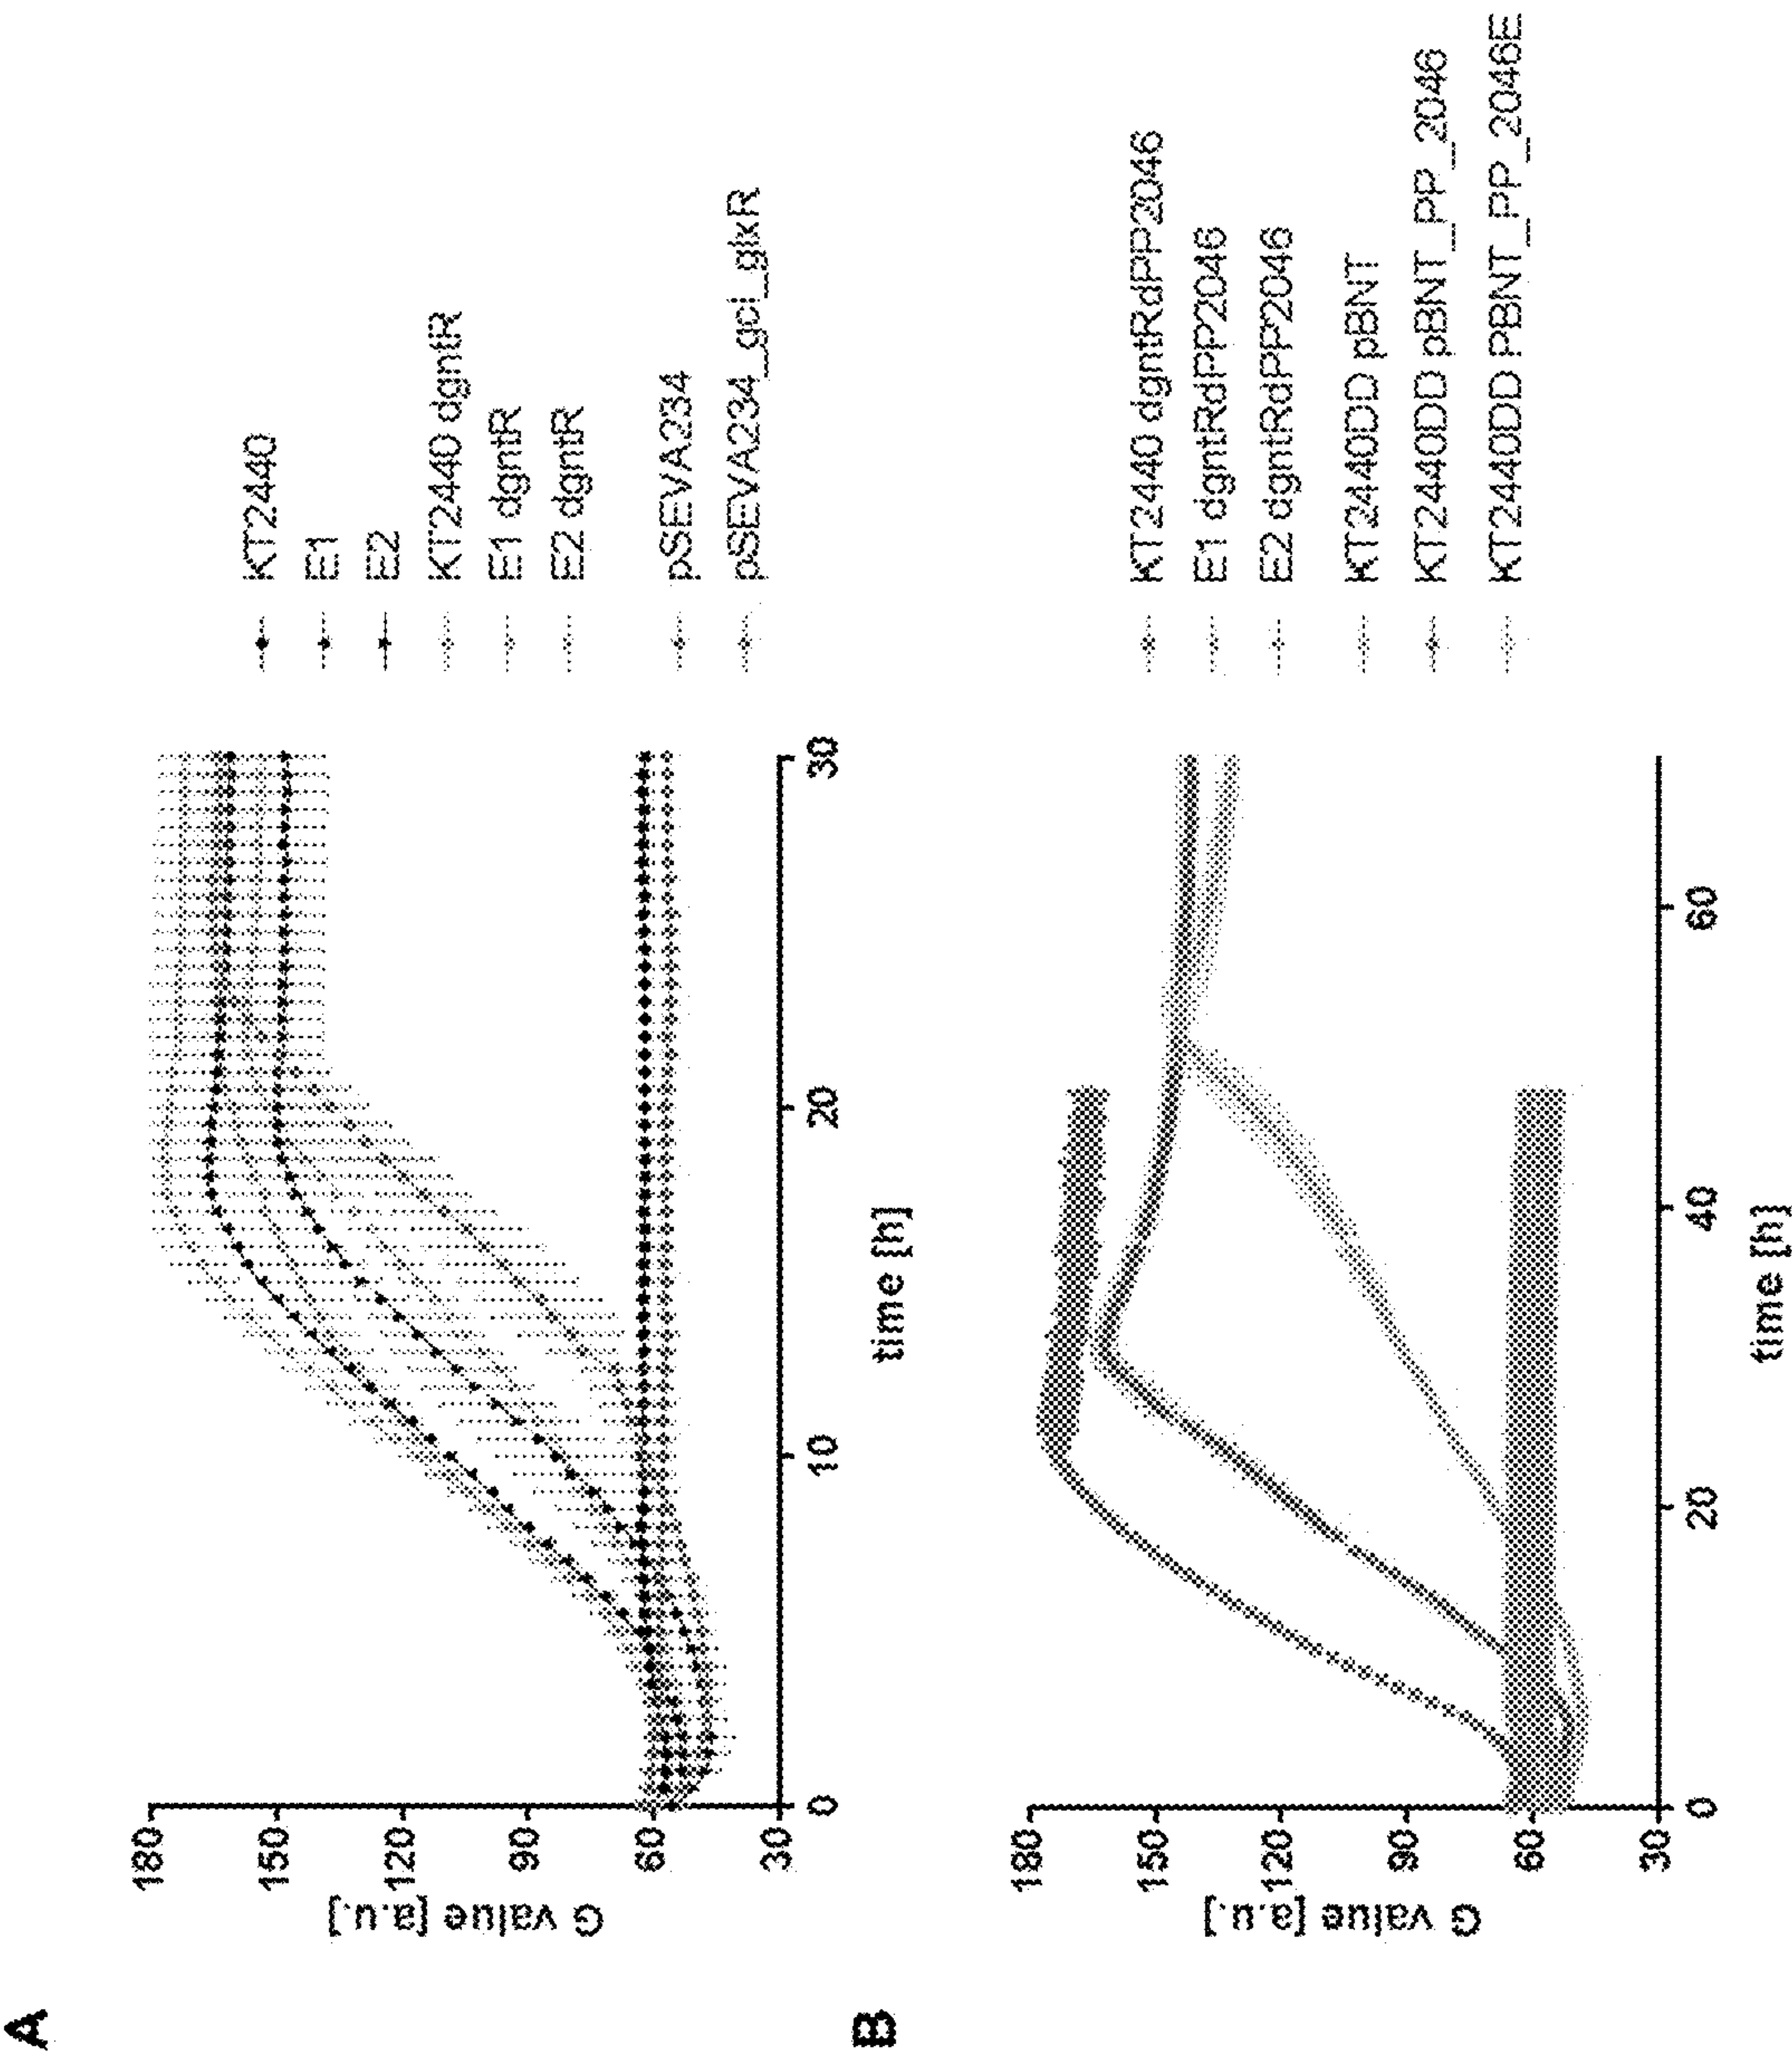 A
G value [a.u.]
180
150
120
90
60
30
0
10
20
30
time [h]
KT2440
E1
E2
KT2440 dgntR
E1 dgntR
E2 dgntR
pSEVA234
pSEVA234_gcl_glxR
B
G value [a.u.]
180
150
120
90
60
30
0
20
40
60
time [h]
KT2440 dgntRdPP2046
E1 dgntRdPP2046
E2 dgntRdPP2046
KT2440DD pBNT
KT2440DD pBNT_PP_2046
KT2440DD PBNT_PP_2046E